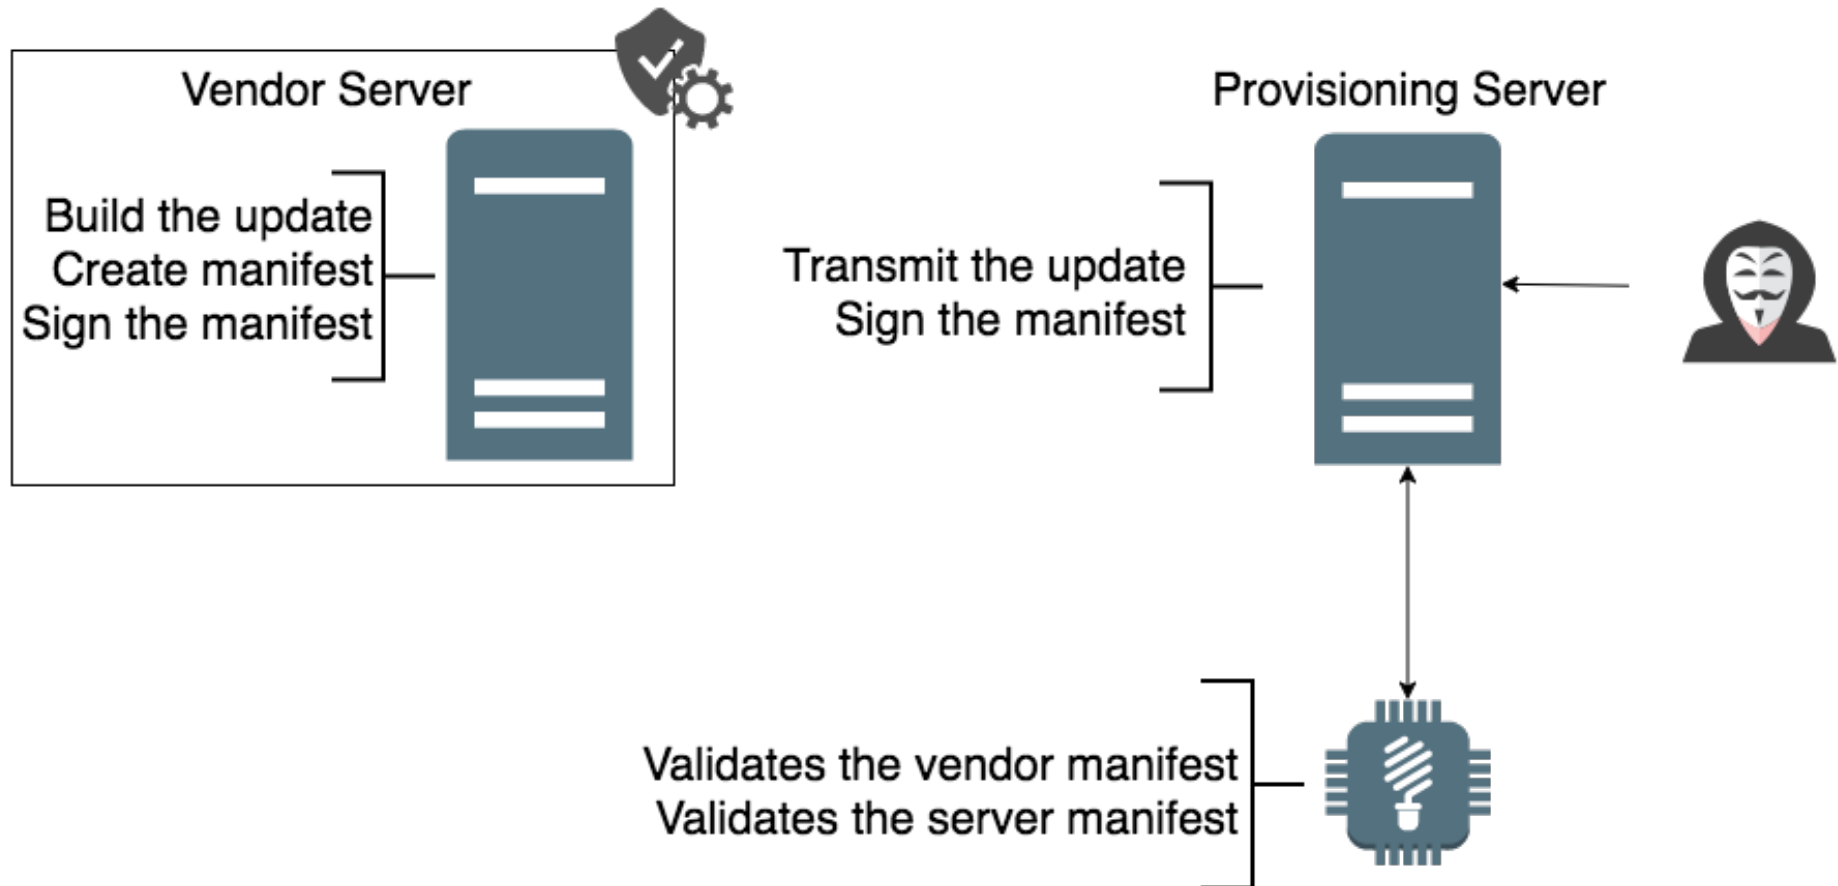 Vendor Server
Build the update
Create manifest
Sign the manifest
Provisioning Server
Transmit the update
Sign the manifest
Validates the vendor manifest
Validates the server manifest